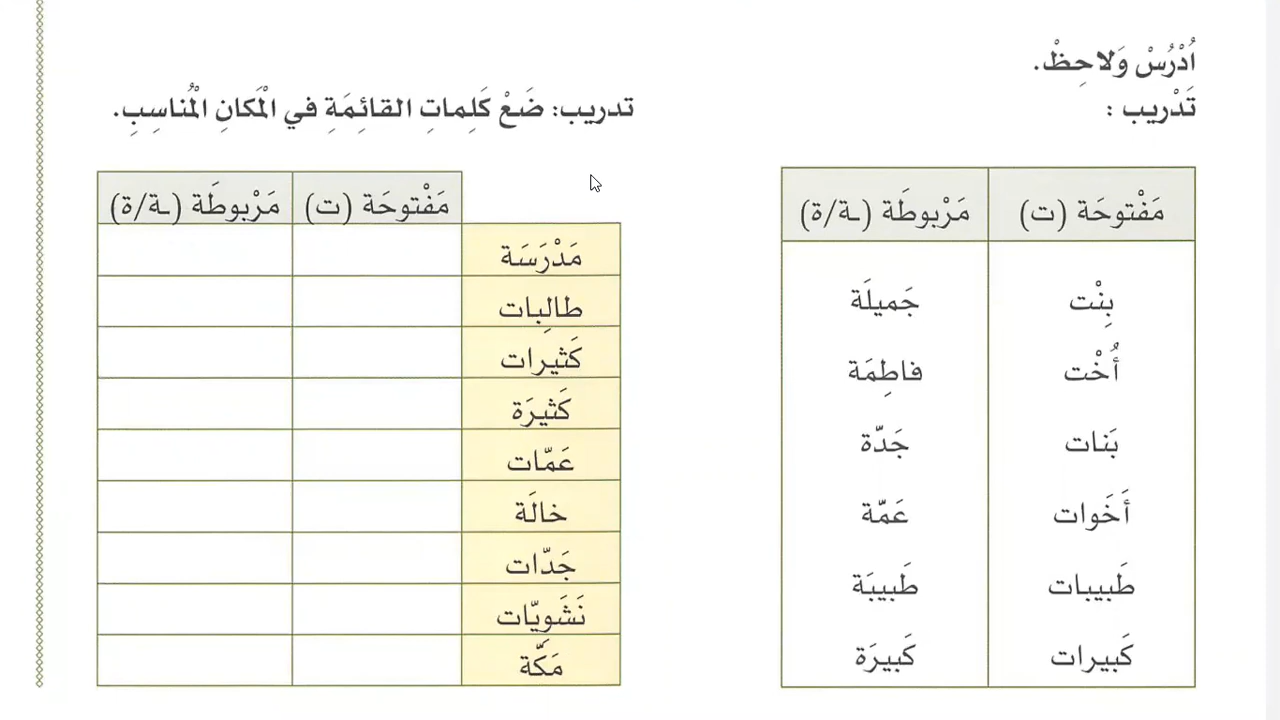 اُدْرُسْ وَلاحِظْ.
تَدْريب :
مَفْتوحَة (ت) مَرْبوطَة (ـة/ة)
بِنْت جَميلَة
أُخْت فاطِمَة
بَنات جَدّة
أَخَوات عَمّة
طَبيبات طَبيبَة
كَبيرات كَبيرَة
تدريب: ضَعْ كَلِماتِ القائِمَةِ في الْمَكانِ الْمُناسِبِ.
مَفْتوحَة (ت) مَرْبوطَة (ـة/ة)
مَدْرَسَة
طالِبات
كَثيرات
كَثيرَة
عَمّات
خالَة
جَدّات
نَشَوِيّات
مَكّة